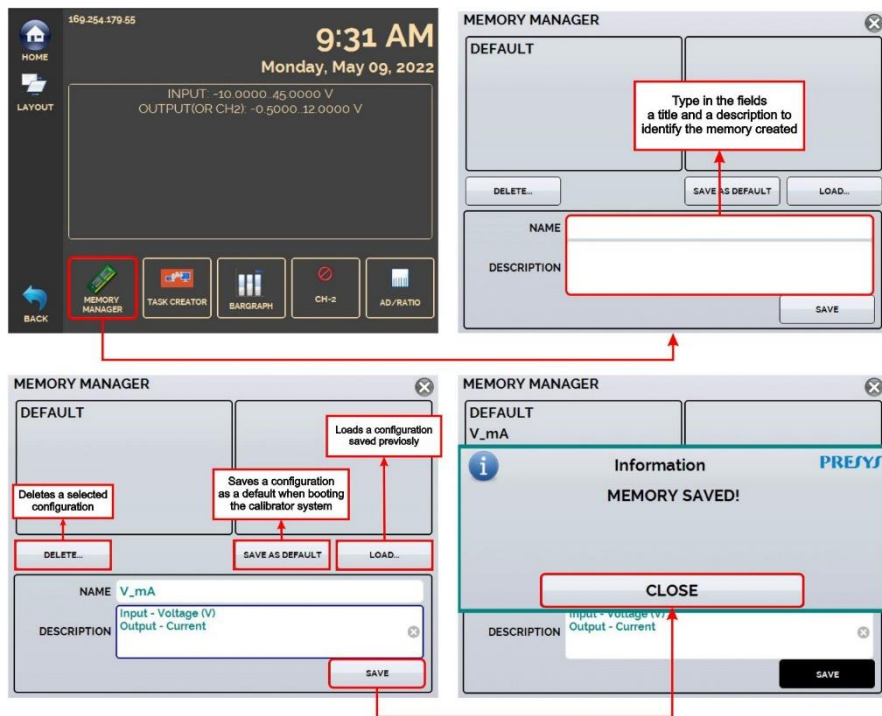 169.254.179.55
9:31 AM
Monday, May 09, 2022
HOME
LAYOUT
INPUT: -10.0000..45.0000 V
OUTPUT(OR CH2): -0.5000..12.0000 V
BACK
MEMORY
MANAGER
TASK CREATOR
BARGRAPH
CH-2
AD/RATIO
MEMORY MANAGER
DEFAULT
Type in the fields
a title and a description to
identify the memory created
DELETE...
SAVE AS DEFAULT
LOAD...
NAME
DESCRIPTION
SAVE
MEMORY MANAGER
DEFAULT
Loads a configuration
saved previosly
Deletes a selected
configuration
Saves a configuration
as a default when booting
the calibrator system
DELETE...
SAVE AS DEFAULT
LOAD...
NAME V_mA
DESCRIPTION
Input - Voltage (V)
Output - Current
SAVE
MEMORY MANAGER
DEFAULT
V_mA
Information
PRESYS
MEMORY SAVED!
CLOSE
Input - Voltage (V)
DESCRIPTION
Output - Current
SAVE